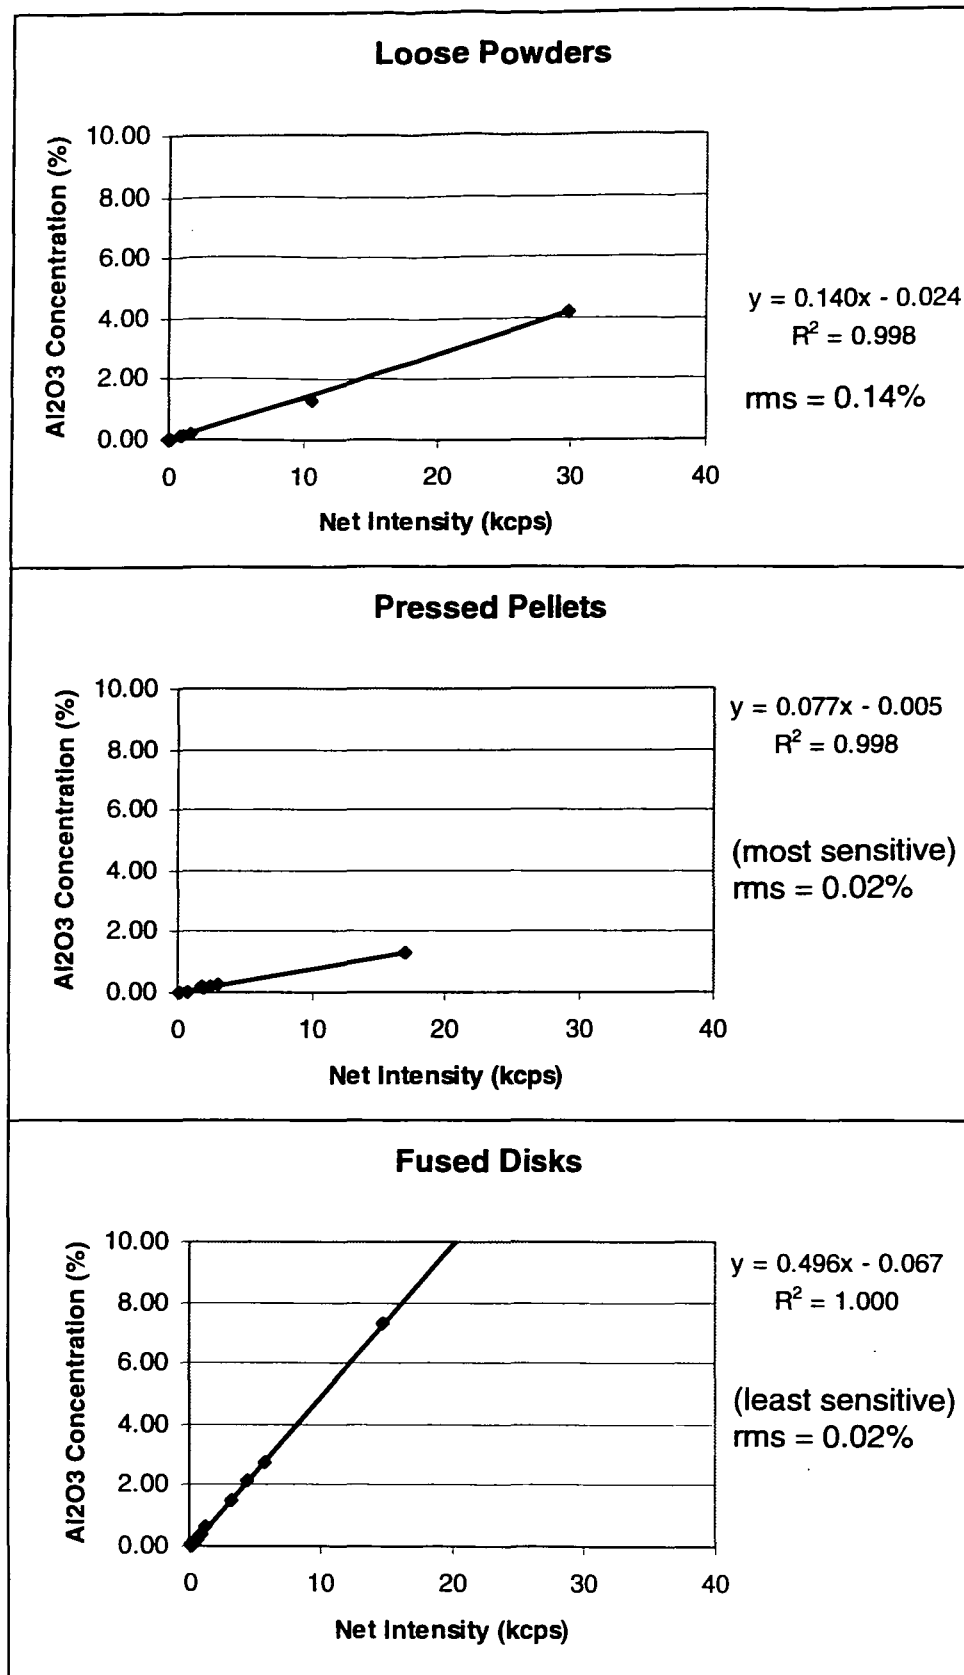 Loose Powders
Al2O3 Concentration (%)
10.00
8.00
6.00
4.00
2.00
0.00
0 10 20 30 40
Net Intensity (kcps)
y = 0.140x - 0.024
R² = 0.998
rms = 0.14%
Pressed Pellets
Al2O3 Concentration (%)
10.00
8.00
6.00
4.00
2.00
0.00
0 10 20 30 40
Net Intensity (kcps)
y = 0.077x - 0.005
R² = 0.998
(most sensitive)
rms = 0.02%
Fused Disks
Al2O3 Concentration (%)
10.00
8.00
6.00
4.00
2.00
0.00
0 10 20 30 40
Net Intensity (kcps)
y = 0.496x - 0.067
R² = 1.000
(least sensitive)
rms = 0.02%